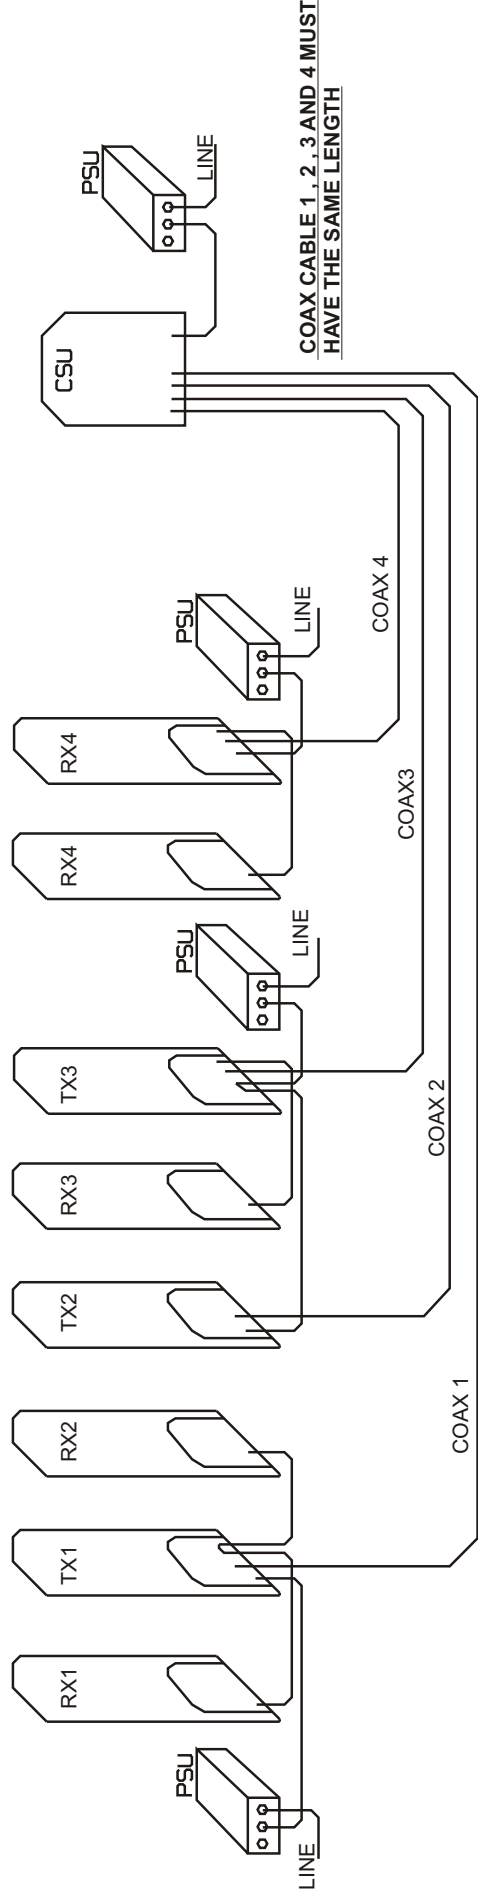 PSU
LINE
RX1
TX1
RX2
TX2
RX3
TX3
PSU
LINE
RX4
RX4
PSU
LINE
CSU
PSU
LINE
COAX 1
COAX 2
COAX3
COAX 4
COAX CABLE 1 , 2 , 3 AND 4 MUST
HAVE THE SAME LENGTH